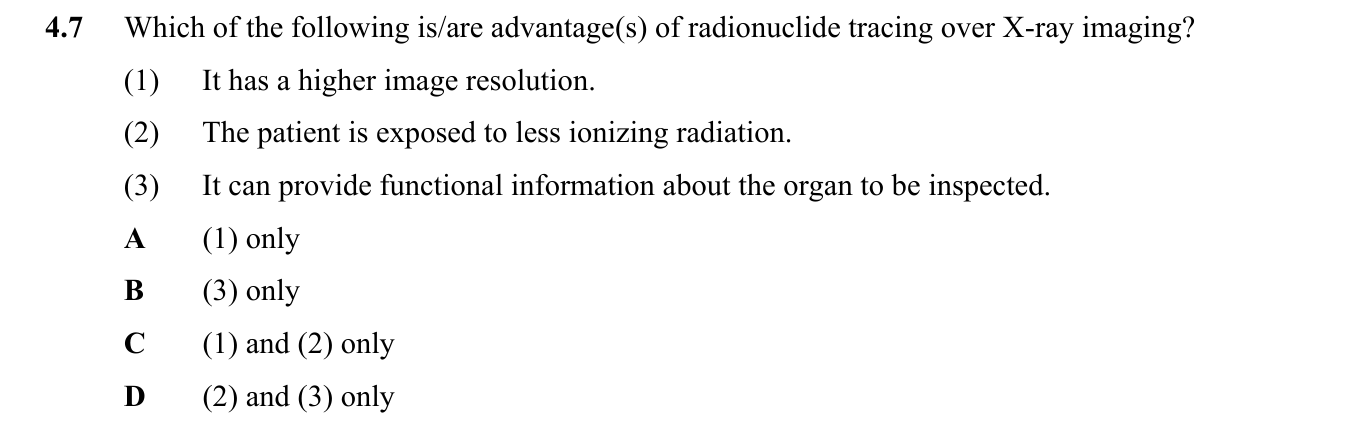 4.7 Which of the following is/are advantage(s) of radionuclide tracing over X-ray imaging?
(1) It has a higher image resolution.
(2) The patient is exposed to less ionizing radiation.
(3) It can provide functional information about the organ to be inspected.
A (1) only
B (3) only
C (1) and (2) only
D (2) and (3) only